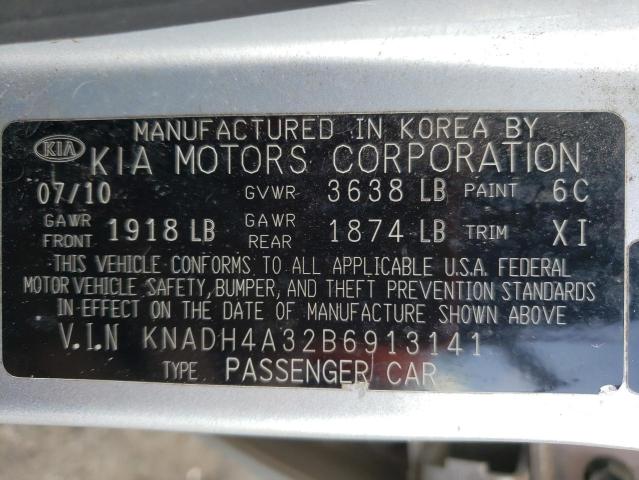 MANUFACTURED IN KOREA BY
KIA KIA MOTORS CORPORATION
07/10 GVWR 3638 LB PAINT 6C
GAWR FRONT 1918 LB GAWR REAR 1874 LB TRIM XI
THIS VEHICLE CONFORMS TO ALL APPLICABLE U.S.A. FEDERAL
MOTOR VEHICLE SAFETY, BUMPER, AND THEFT PREVENTION STANDARDS
IN EFFECT ON THE DATE OF MANUFACTURE SHOWN ABOVE
V.I.N KNADH4A32B6913141
TYPE PASSENGER CAR